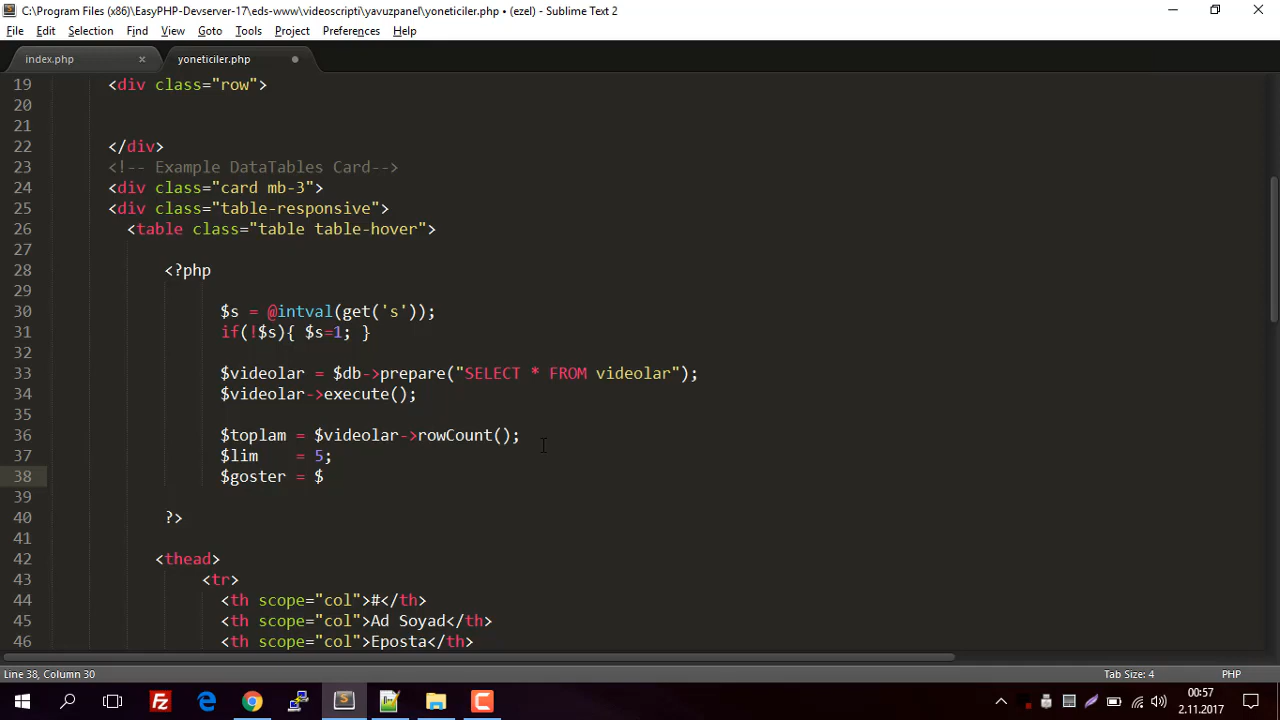 C:\Program Files (x86)\EasyPHP-Devserver-17\eds-www\videoscripti\yavuzpanel\yoneticiler.php • (ezel) - Sublime Text 2
File Edit Selection Find View Goto Tools Project Preferences Help
index.php × yoneticiler.php
19 <div class="row">
20
21
22 </div>
23 <!-- Example DataTables Card-->
24 <div class="card mb-3">
25 <div class="table-responsive">
26 <table class="table table-hover">
27
28 <?php
29
30 $s = @intval(get('s'));
31 if(!$s){ $s=1; }
32
33 $videolar = $db->prepare("SELECT * FROM videolar");
34 $videolar->execute();
35
36 $toplam = $videolar->rowCount();
37 $lim = 5;
38 $goster = $
39
40 ?>
41
42 <thead>
43 <tr>
44 <th scope="col">#</th>
45 <th scope="col">Ad Soyad</th>
46 <th scope="col">Eposta</th>
Line 38, Column 30 Tab Size: 4 PHP
00:57
2.11.2017